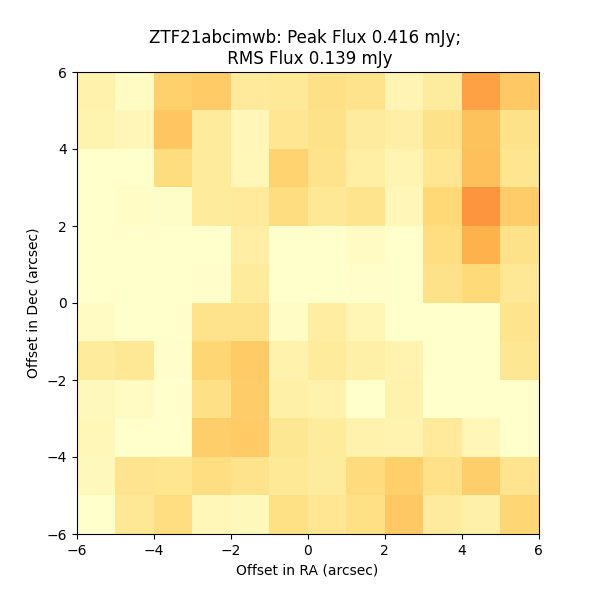 ZTF21abcimwb: Peak Flux 0.416 mJy;
RMS Flux 0.139 mJy
6
4
2
0
−2
−4
−6
Offset in Dec (arcsec)
−6 −4 −2 0 2 4 6
Offset in RA (arcsec)